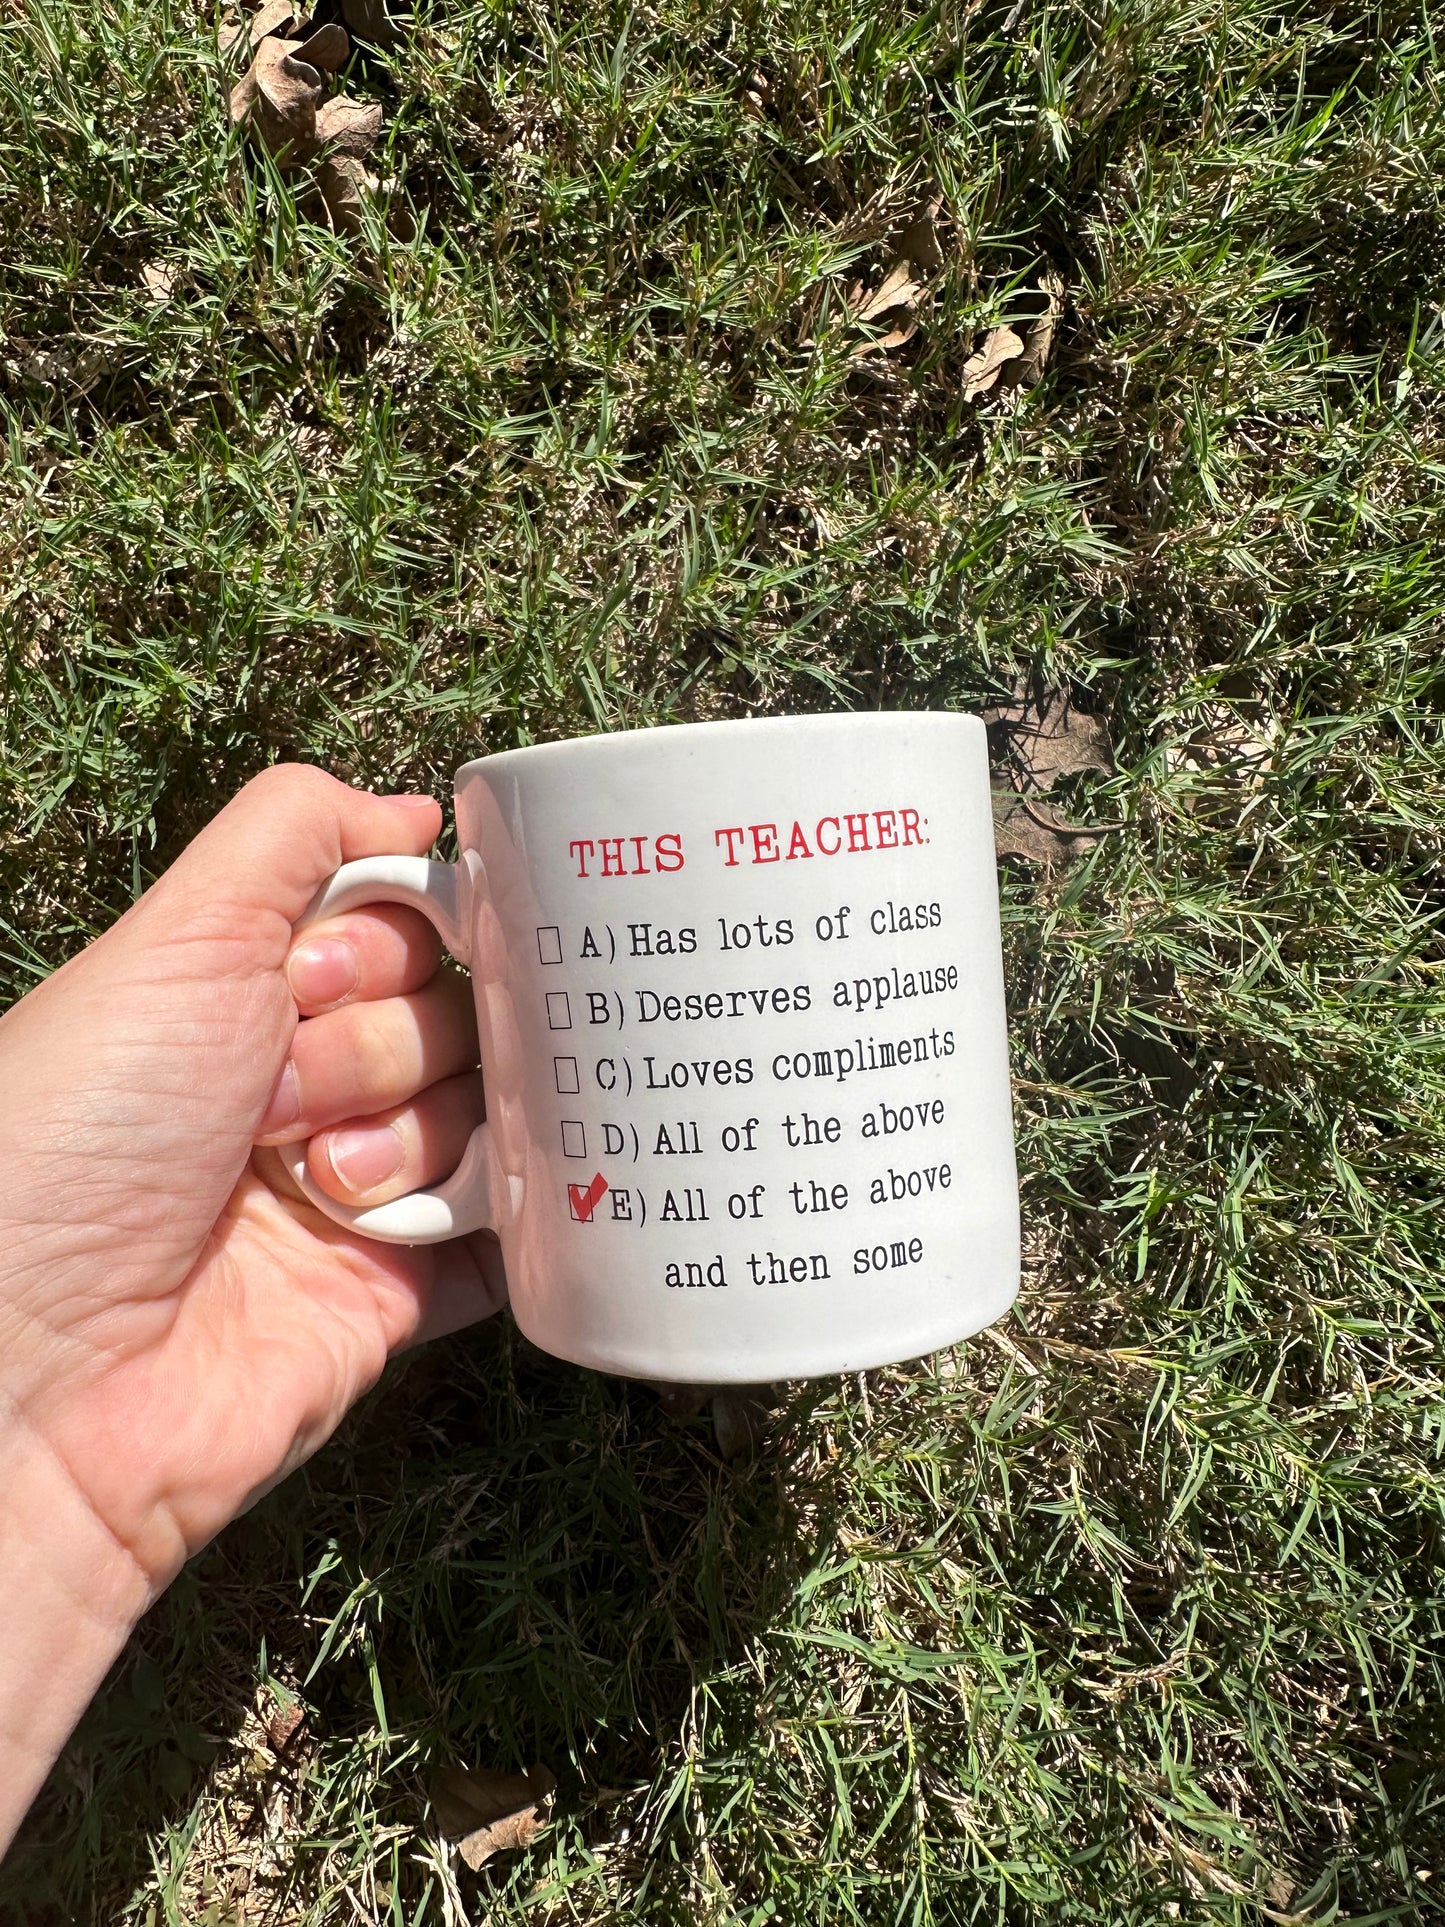 THIS TEACHER:
A) Has lots of class
B) Deserves applause
C) Loves compliments
D) All of the above
E) All of the above
and then some